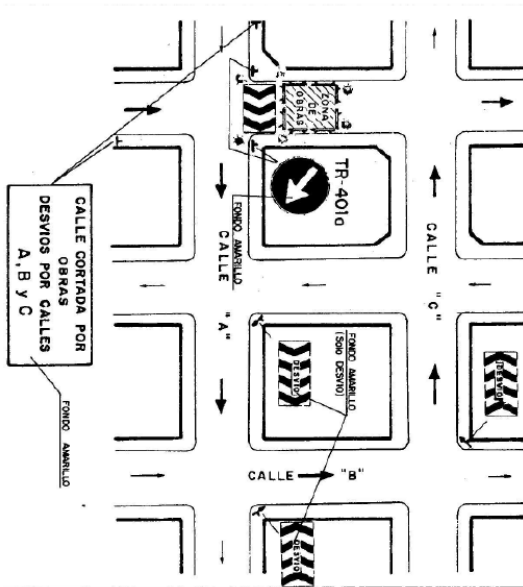 ZONA
DE
OBRAS
TR-401a
FONDO AMARILLO
CALLE
"A"
CALLE
"C"
CALLE CORTADA POR
OBRAS
DESVIOS POR CALLES
A, B y C
FONDO AMARILLO
FONDO AMARILLO
(Solo DESVIO)
DESVIO
DESVIO
CALLE "B"
DESVIO